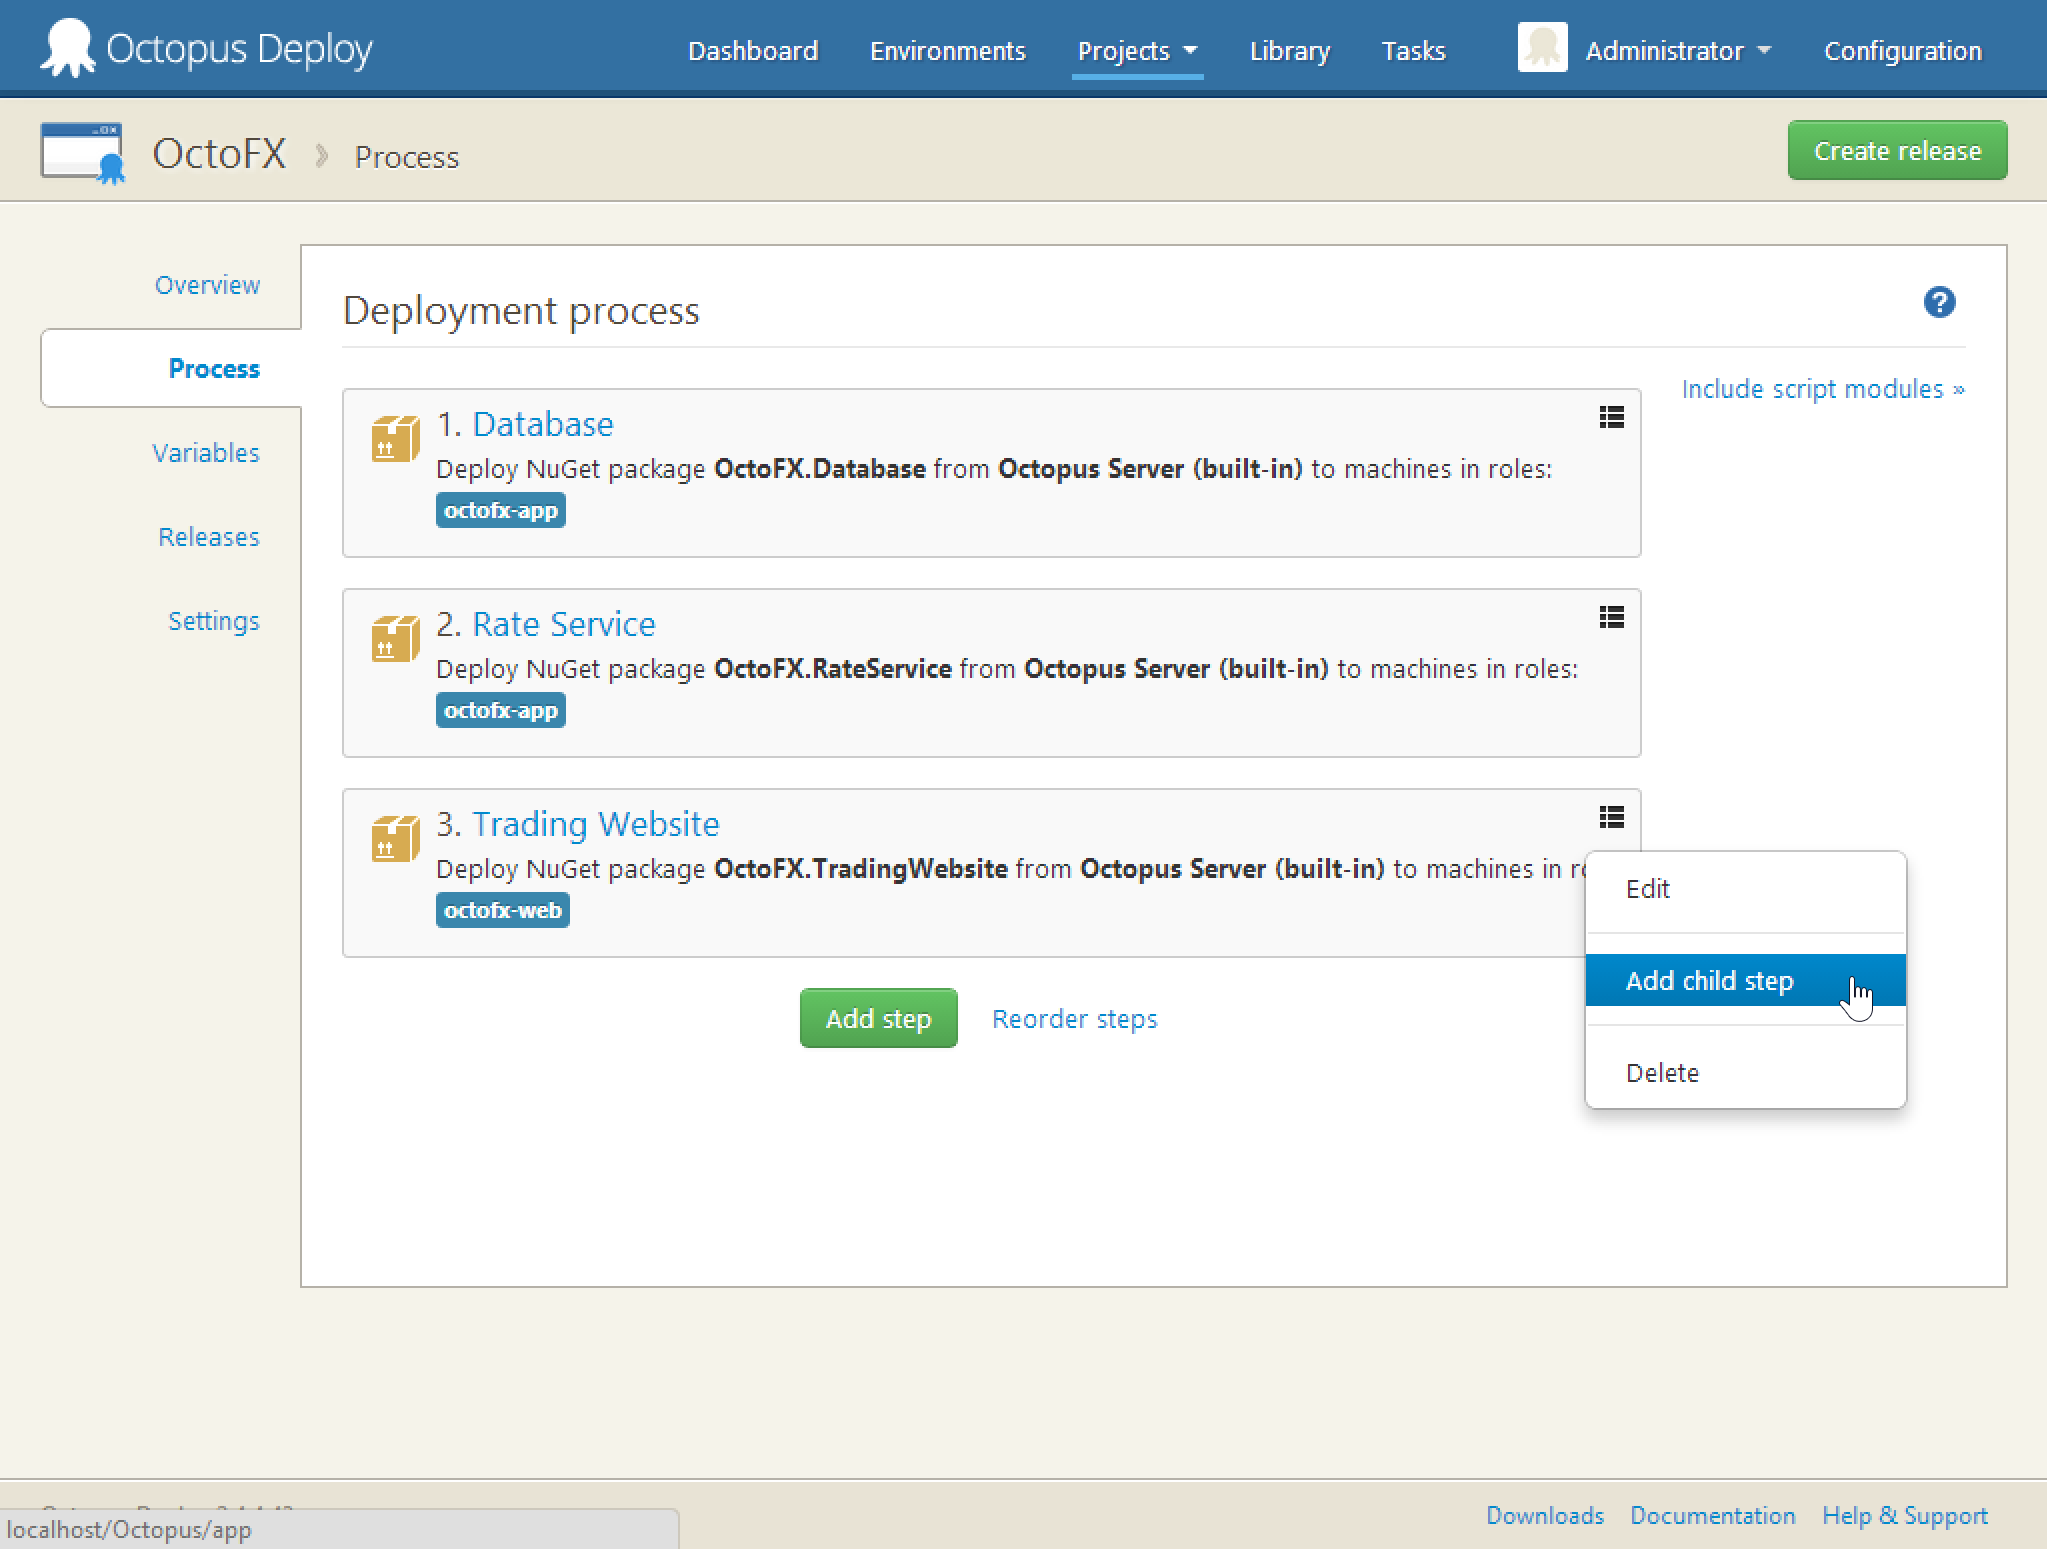 Octopus Deploy
Dashboard Environments Projects Library Tasks Administrator Configuration
OctoFX Process
Create release
Overview
Process
Variables
Releases
Settings
Deployment process
?
Include script modules »
1. Database
Deploy NuGet package OctoFX.Database from Octopus Server (built-in) to machines in roles:
octofx-app
2. Rate Service
Deploy NuGet package OctoFX.RateService from Octopus Server (built-in) to machines in roles:
octofx-app
3. Trading Website
Deploy NuGet package OctoFX.TradingWebsite from Octopus Server (built-in) to machines in
octofx-web
Edit
Add child step
Delete
Add step
Reorder steps
Downloads Documentation Help & Support
localhost/Octopus/app